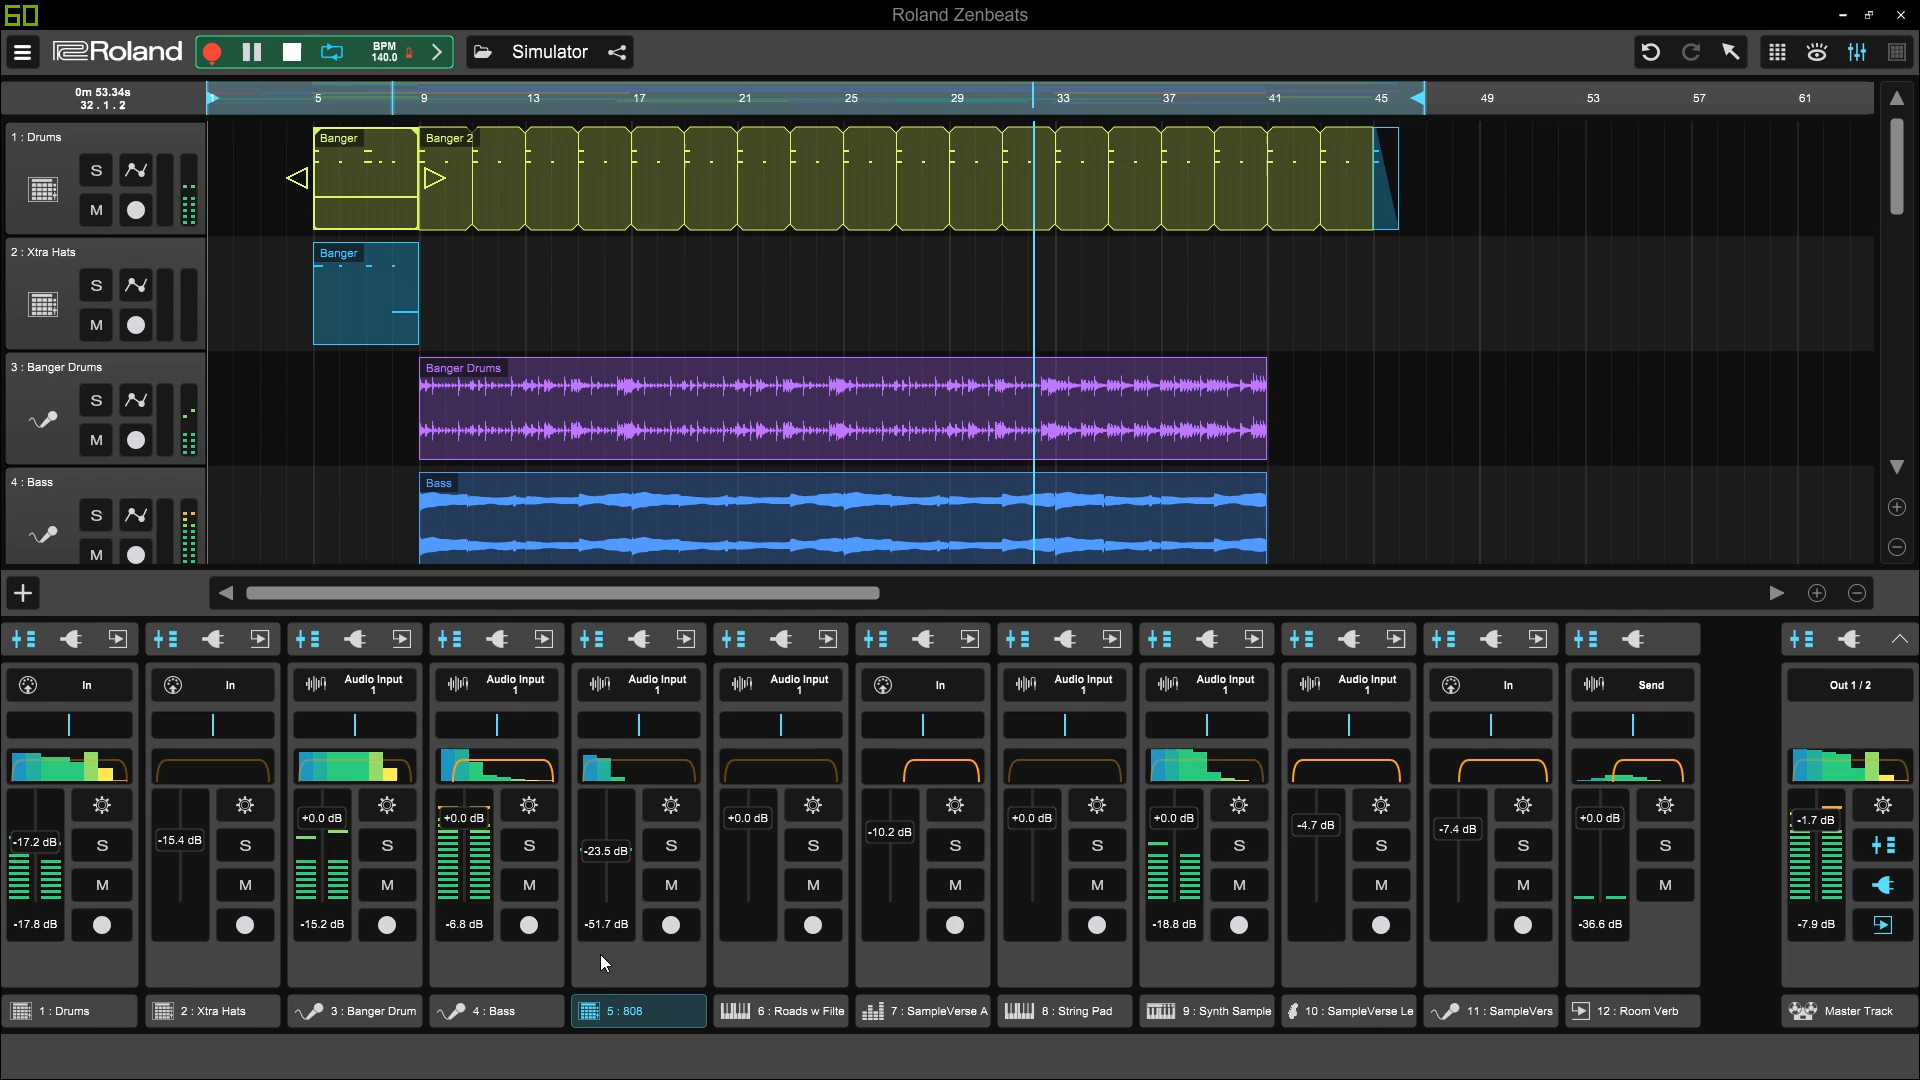 60
Roland Zenbeats
Roland
BPM
140.0
Simulator
0m 53.34s
32 . 1 . 2
5 9 13 17 21 25 29 33 37 41 45 49 53 57 61
1 : Drums
S
M
Banger
Banger 2
2 : Xtra Hats
S
M
Banger
3 : Banger Drums
S
M
Banger Drums
4 : Bass
S
M
Bass
In In Audio Input Audio Input Audio Input Audio Input In Audio Input Audio Input Audio Input In Send Out 1 / 2
1 1 1 1 1 1 1
-17.2 dB -15.4 dB +0.0 dB +0.0 dB -23.5 dB +0.0 dB -10.2 dB +0.0 dB +0.0 dB -4.7 dB -7.4 dB +0.0 dB -1.7 dB
S S S S S S S S S S S S
M M M M M M M M M M M M
-17.8 dB -15.2 dB -6.8 dB -51.7 dB -18.8 dB -36.6 dB -7.9 dB
1 : Drums 2 : Xtra Hats 3 : Banger Drum 4 : Bass 5 : 808 6 : Roads w Filte 7 : SampleVerse A 8 : String Pad 9 : Synth Sample 10 : SampleVerse Le 11 : SampleVers 12 : Room Verb Master Track